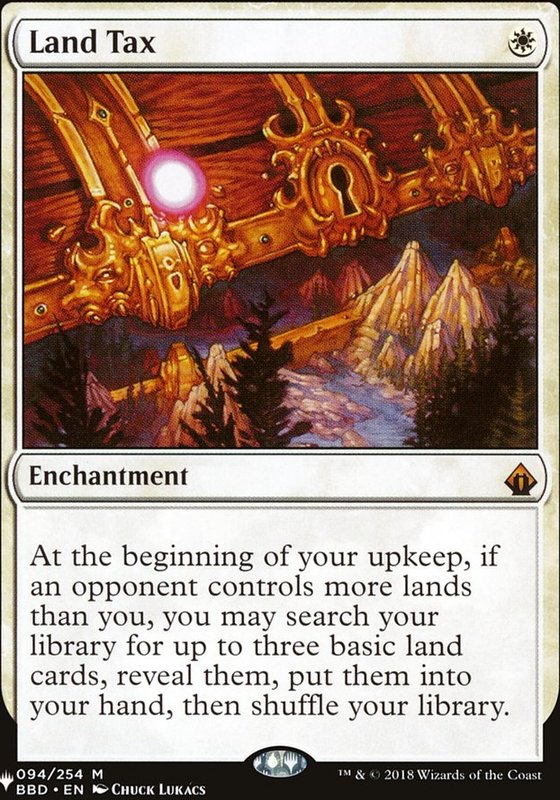 Land Tax
Enchantment
At the beginning of your upkeep, if
an opponent controls more lands
than you, you may search your
library for up to three basic land
cards, reveal them, put them into
your hand, then shuffle your library.
094/254 M
BBD • EN Chuck Lukács
™ & © 2018 Wizards of the Coast